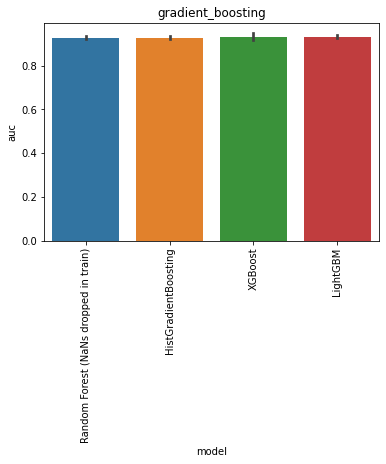 gradient_boosting
auc
0.8
0.6
0.4
0.2
0.0
Random Forest (NaNs dropped in train)
HistGradientBoosting
XGBoost
LightGBM
model